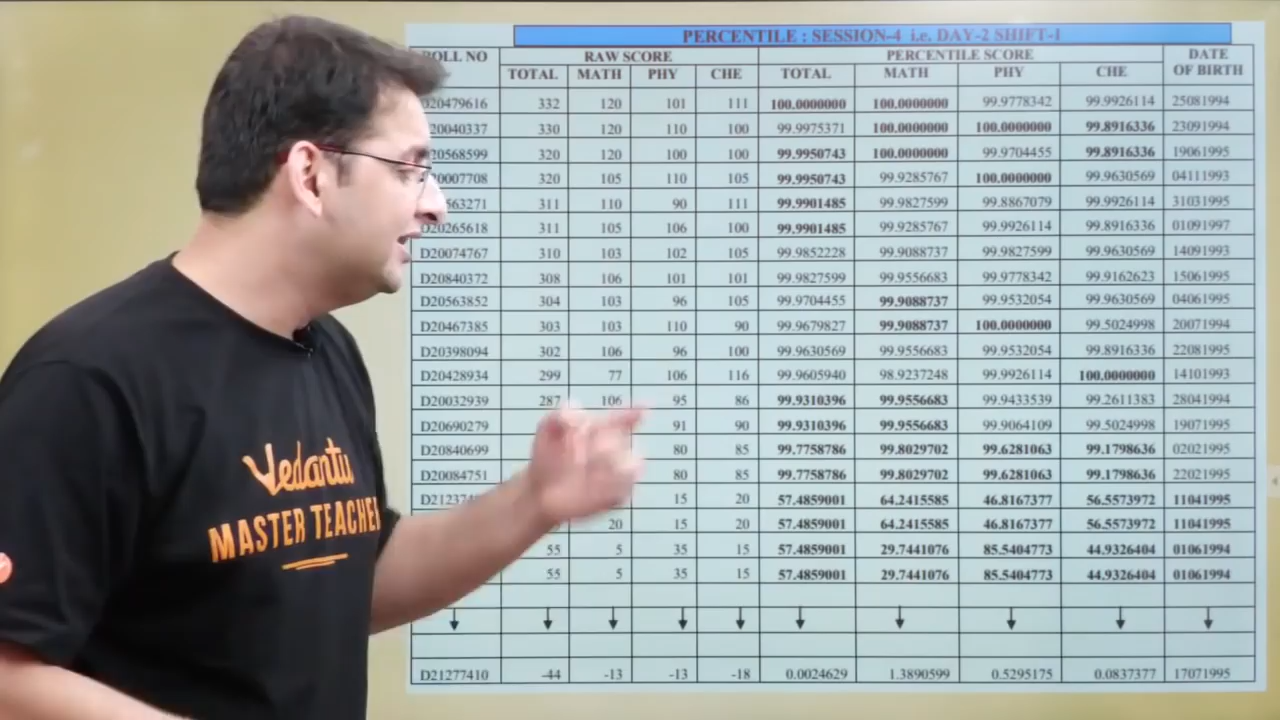 PERCENTILE : SESSION-4 i.e. DAY-2 SHIFT-1
ROLL NO RAW SCORE PERCENTILE SCORE DATE OF BIRTH
TOTAL MATH PHY CHE TOTAL MATH PHY CHE
D20479616 332 120 101 111 100.0000000 100.0000000 99.9778342 99.9926114 25081994
D20040337 330 120 110 100 99.9975371 100.0000000 100.0000000 99.8916336 23091994
20568599 320 120 100 100 99.9950743 100.0000000 99.9704455 99.8916336 19061995
0007708 320 105 110 105 99.9950743 99.9285767 100.0000000 99.9630569 04111993
563271 311 110 90 111 99.9901485 99.9827599 99.8867079 99.9926114 31031995
D20265618 311 105 106 100 99.9901485 99.9285767 99.9926114 99.8916336 01091997
D20074767 310 103 102 105 99.9852228 99.9088737 99.9827599 99.9630569 14091993
D20840372 308 106 101 101 99.9827599 99.9556683 99.9778342 99.9162623 15061995
D20563852 304 103 96 105 99.9704455 99.9088737 99.9532054 99.9630569 04061995
D20467385 303 103 110 90 99.9679827 99.9088737 100.0000000 99.5024998 20071994
D20398094 302 106 96 100 99.9630569 99.9556683 99.9532054 99.8916336 22081995
D20428934 299 77 106 116 99.9605940 98.9237248 99.9926114 100.0000000 14101993
D20032939 287 106 95 86 99.9310396 99.9556683 99.9433539 99.2611383 28041994
D20690279 91 90 99.9310396 99.9556683 99.9064109 99.5024998 19071995
D20840699 80 85 99.7758786 99.8029702 99.6281063 99.1798636 02021995
D20084751 80 85 99.7758786 99.8029702 99.6281063 99.1798636 22021995
D21237 15 20 57.4859001 64.2415585 46.8167377 56.5573972 11041995
20 15 20 57.4859001 64.2415585 46.8167377 56.5573972 11041995
55 5 35 15 57.4859001 29.7441076 85.5404773 44.9326404 01061994
55 5 35 15 57.4859001 29.7441076 85.5404773 44.9326404 01061994
D21277410 -44 -13 -13 -18 0.0024629 1.3890599 0.5295175 0.0837377 17071995
Vedantu
MASTER TEACHER